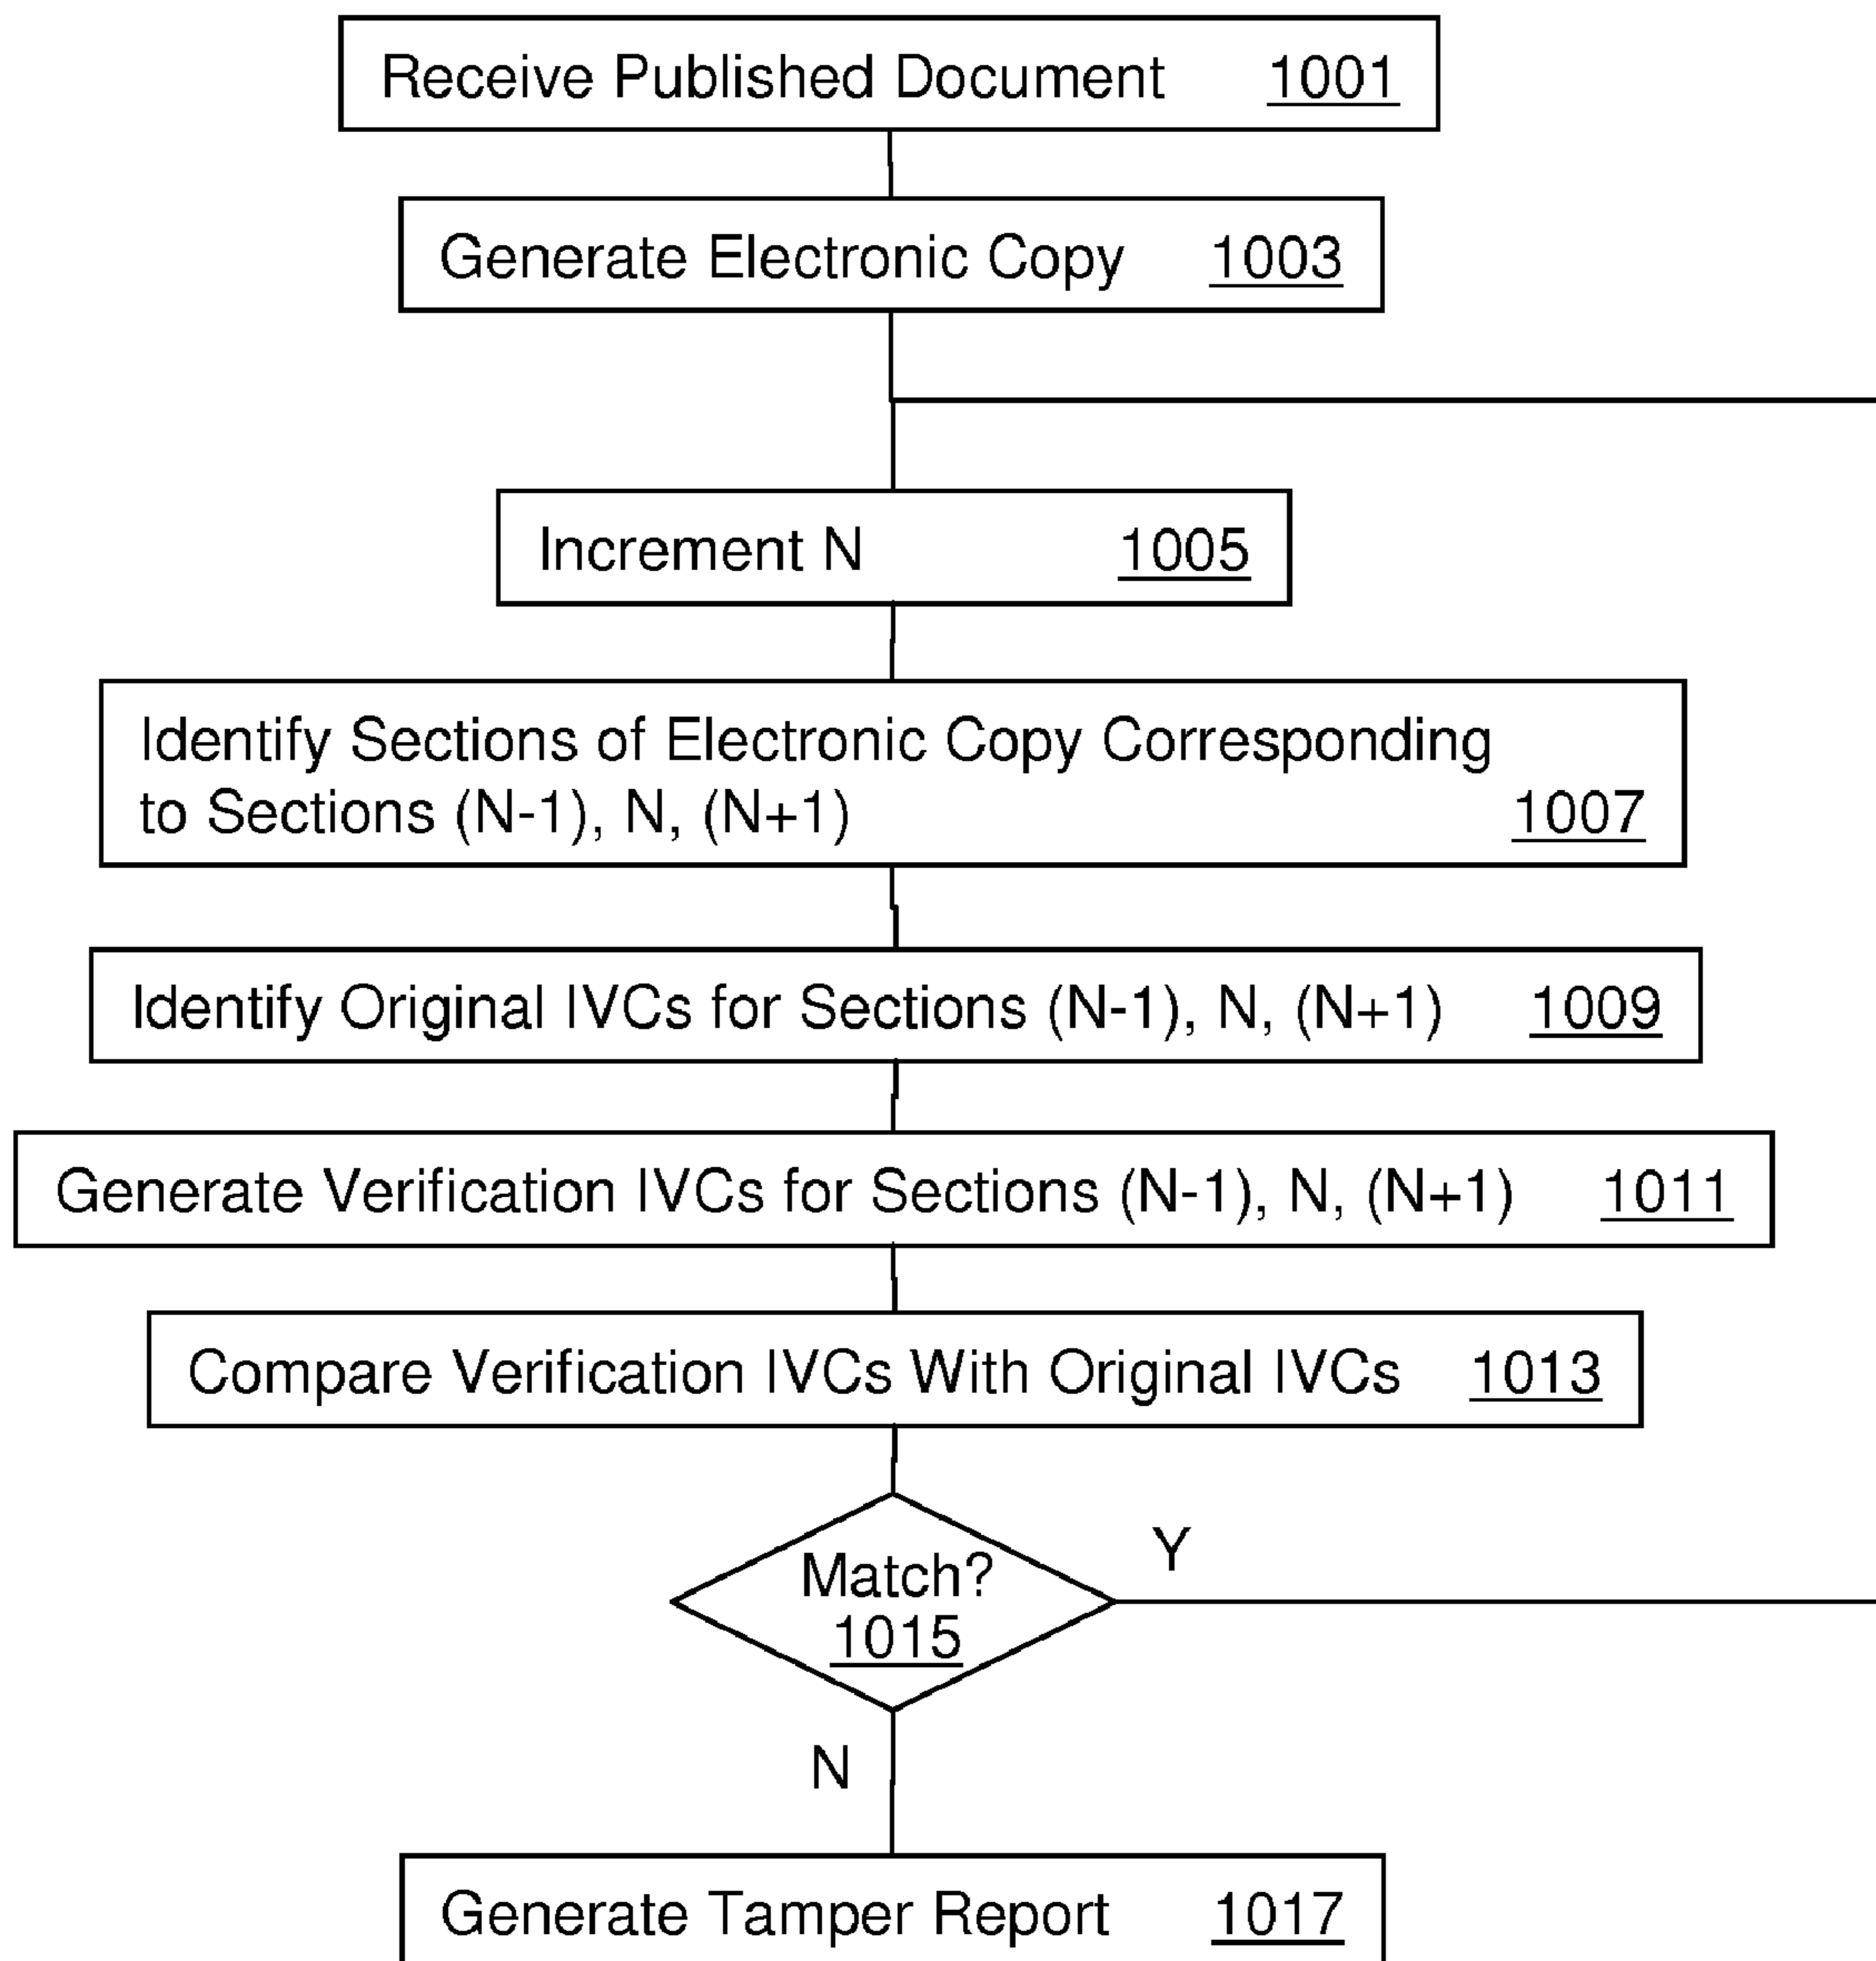 Receive Published Document 1001
Generate Electronic Copy 1003
Increment N 1005
Identify Sections of Electronic Copy Corresponding
to Sections (N-1), N, (N+1) 1007
Identify Original IVCs for Sections (N-1), N, (N+1) 1009
Generate Verification IVCs for Sections (N-1), N, (N+1) 1011
Compare Verification IVCs With Original IVCs 1013
Y
Match?
1015
N
Generate Tamper Report 1017